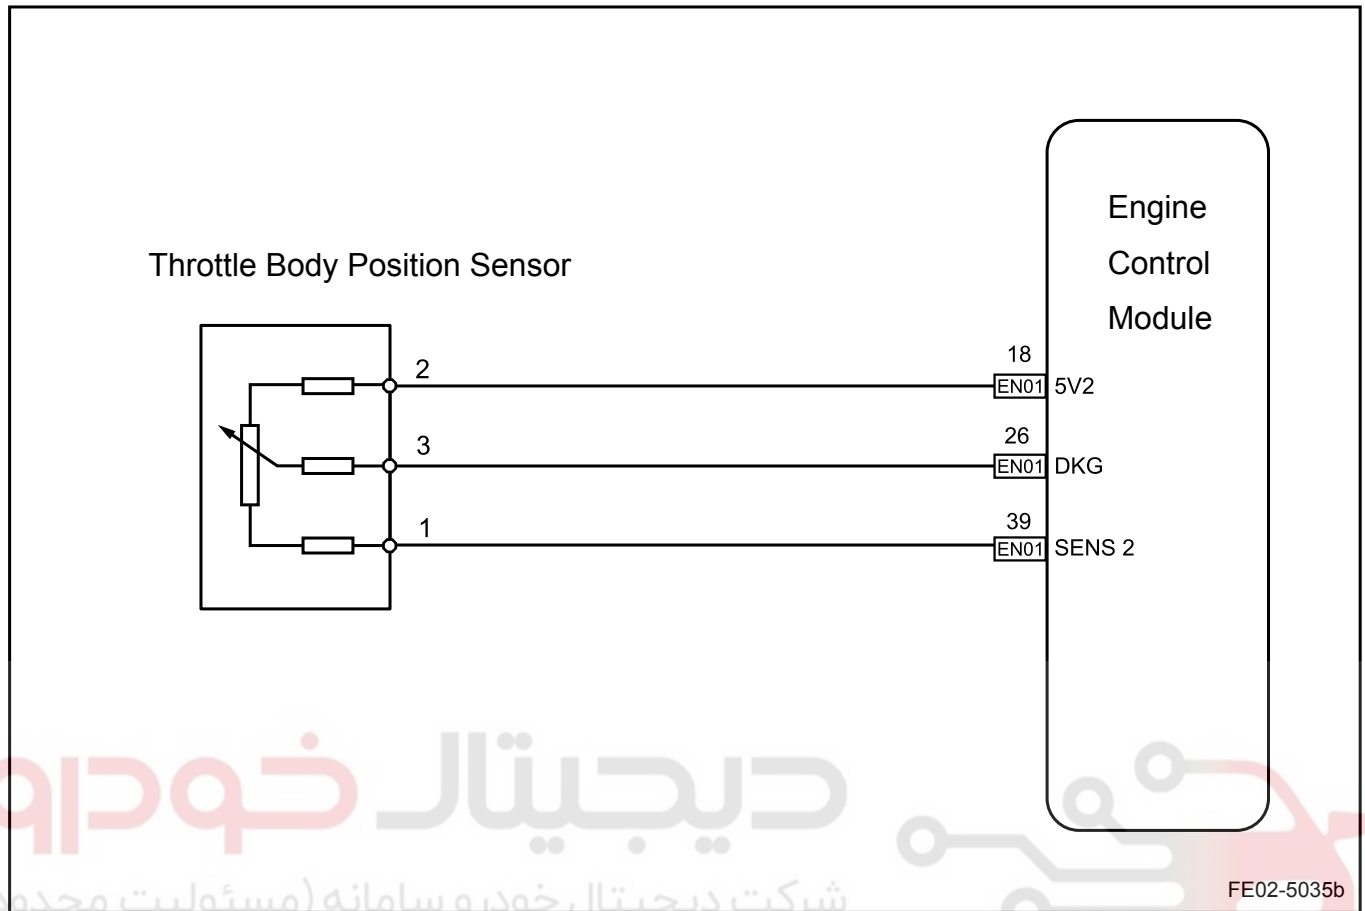 Engine
Control
Module
Throttle Body Position Sensor
2
18
EN01 5V2
3
26
EN01 DKG
1
39
EN01 SENS 2
دیجیتال خودرو
شرکت دیجیتال خودرو سامانه (مسئولیت محدود
FE02-5035b